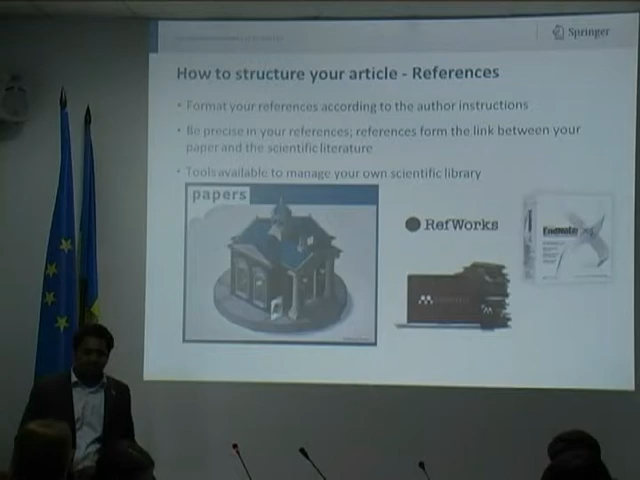 Springer
How to structure your article - References
• Format your references according to the author instructions
• Be precise in your references; references form the link between your
paper and the scientific literature
• Tools available to manage your own scientific library
papers
RefWorks
EndNote